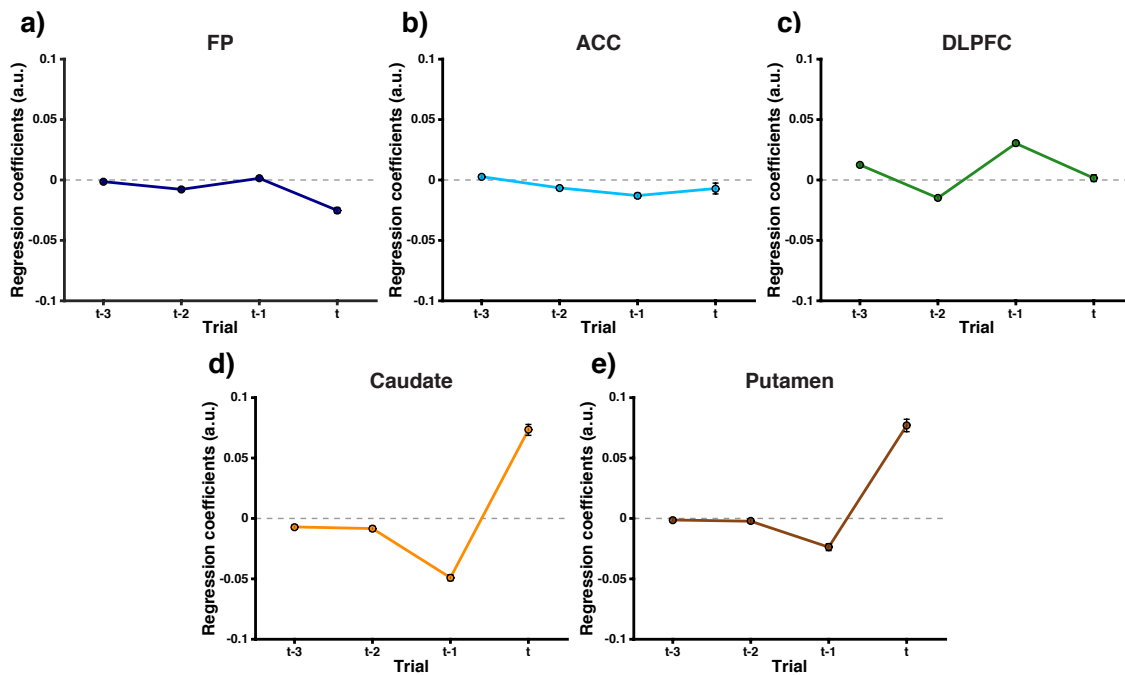 a)
FP
Regression coefficients (a.u.)
0.1
0.05
0
-0.05
-0.1
t-3 t-2 t-1 t
Trial
b)
ACC
Regression coefficients (a.u.)
0.1
0.05
0
-0.05
-0.1
t-3 t-2 t-1 t
Trial
c)
DLPFC
Regression coefficients (a.u.)
0.1
0.05
0
-0.05
-0.1
t-3 t-2 t-1 t
Trial
d)
Caudate
Regression coefficients (a.u.)
0.1
0.05
0
-0.05
-0.1
t-3 t-2 t-1 t
Trial
e)
Putamen
Regression coefficients (a.u.)
0.1
0.05
0
-0.05
-0.1
t-3 t-2 t-1 t
Trial